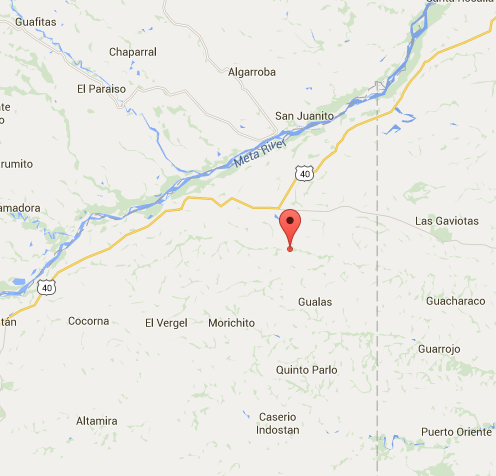 Guafitas
Chaparral
Algarroba
El Paraiso
San Juanito
Meta River
40
Las Gaviotas
40
Gualas
Guacharaco
Cocorna
El Vergel
Morichito
Guarrojo
Quinto Parlo
Altamira
Caserio
Indostan
Puerto Oriente